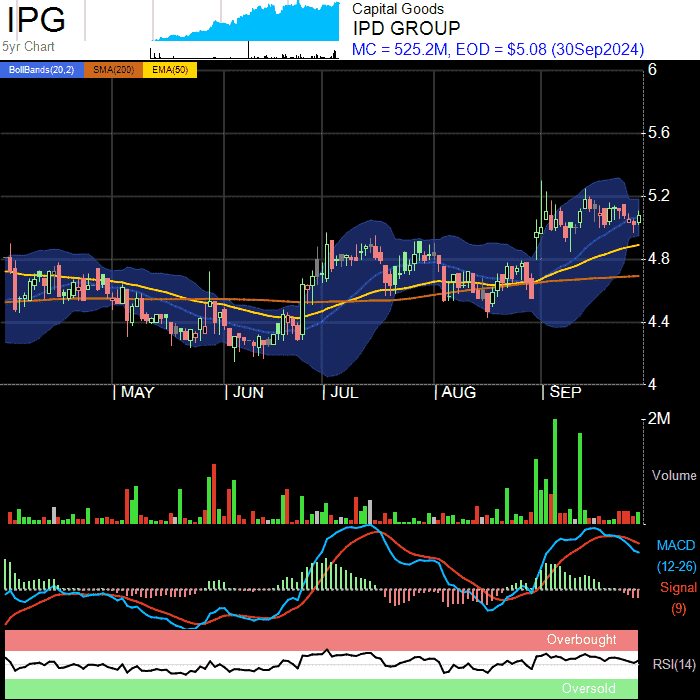 IPG
Capital Goods
IPD GROUP
5yr Chart
MC = 525.2M, EOD = $5.08 (30Sep2024)
BollBands(20,2) SMA(200) EMA(50)
6
5.6
5.2
4.8
4.4
4
MAY JUN JUL AUG SEP
2M
Volume
MACD
(12-26)
Signal
(9)
Overbought
RSI(14)
Oversold